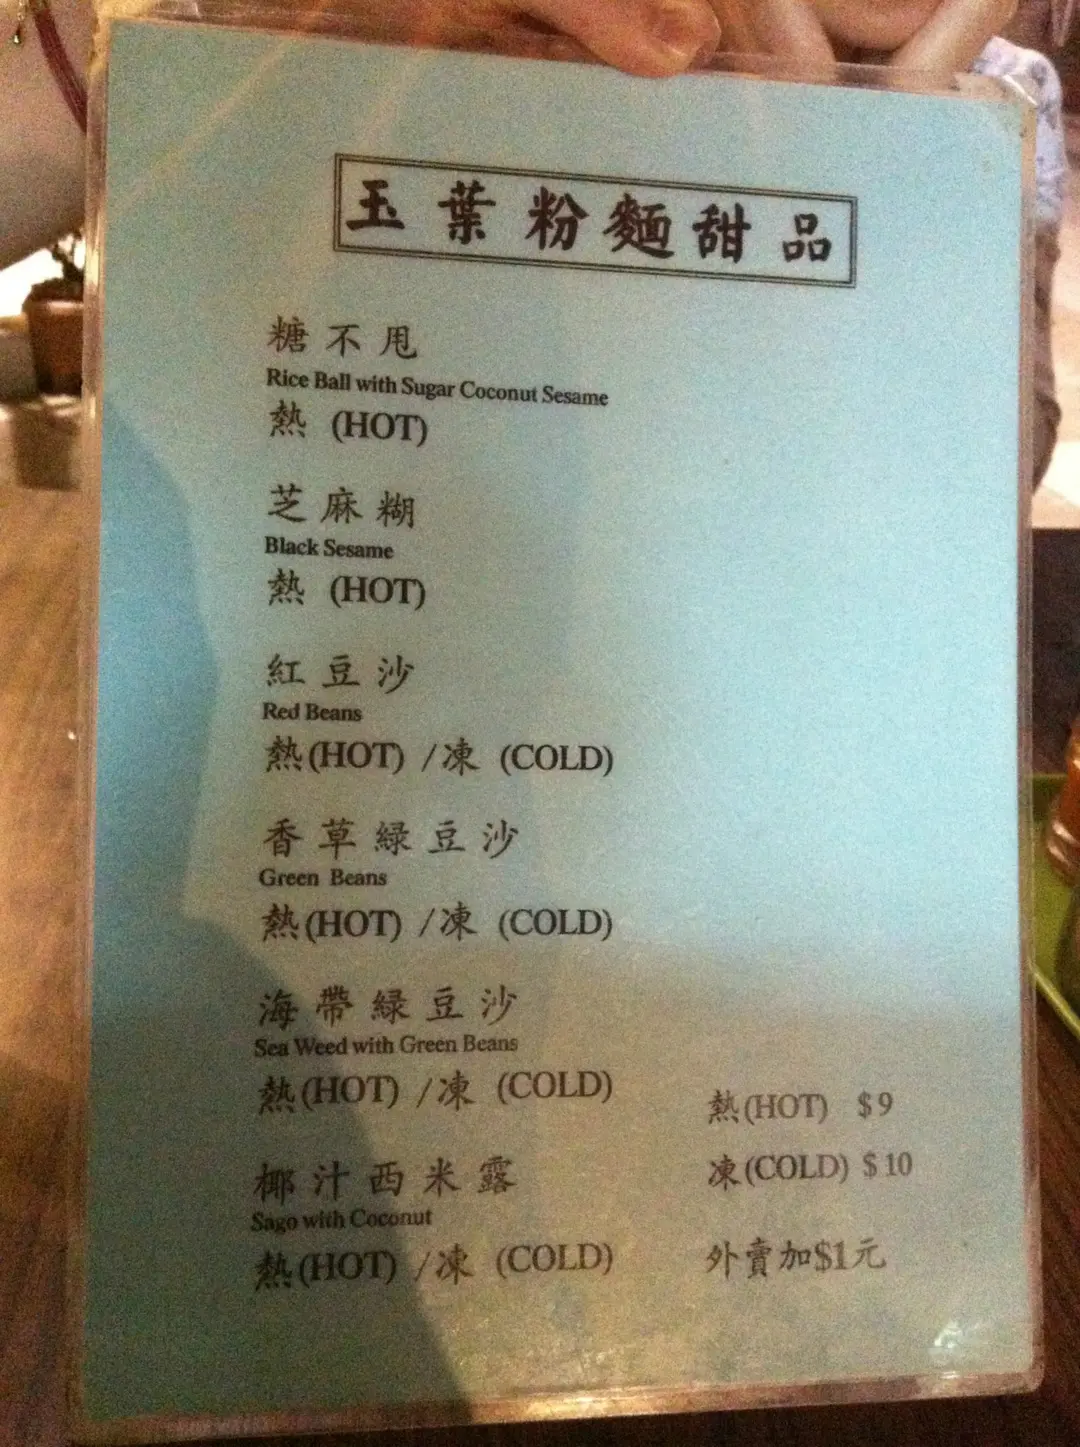 玉葉粉麵甜品
糖不甩
Rice Ball with Sugar Coconut Sesame
熱 (HOT)
芝麻糊
Black Sesame
熱 (HOT)
紅豆沙
Red Beans
熱(HOT) /凍 (COLD)
香草綠豆沙
Green Beans
熱(HOT) /凍 (COLD)
海帶綠豆沙
Sea Weed with Green Beans
熱(HOT) /凍 (COLD)
椰汁西米露
Sago with Coconut
熱(HOT) /凍 (COLD)
熱(HOT) $9
凍(COLD) $10
外賣加$1元